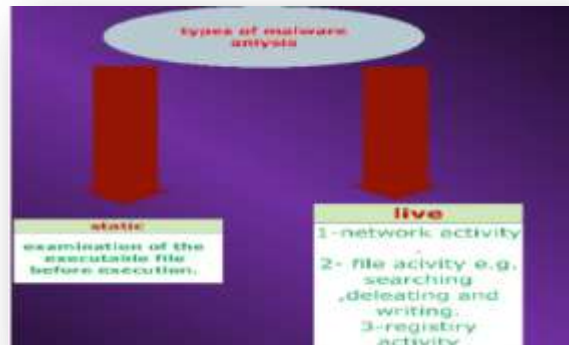 types of malware
anlysis
static
examination of the
executable file
before execution.
live
1-network activity
.
2- file acivity e.g.
searching
,deleating and
writing.
3-registiry
activity